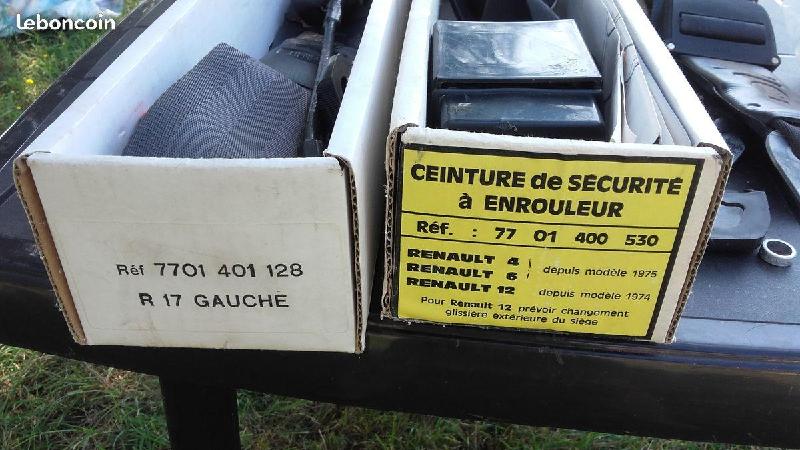 leboncoin
Réf 7701 401 128
R 17 GAUCHE
CEINTURE de SÉCURITÉ
à ENROULEUR
Réf. : 77 01 400 530
RENAULT 4
RENAULT 6 depuis modèle 1975
RENAULT 12 depuis modèle 1974
Pour Renault 12 prévoir changement
glissière extérieure du siège